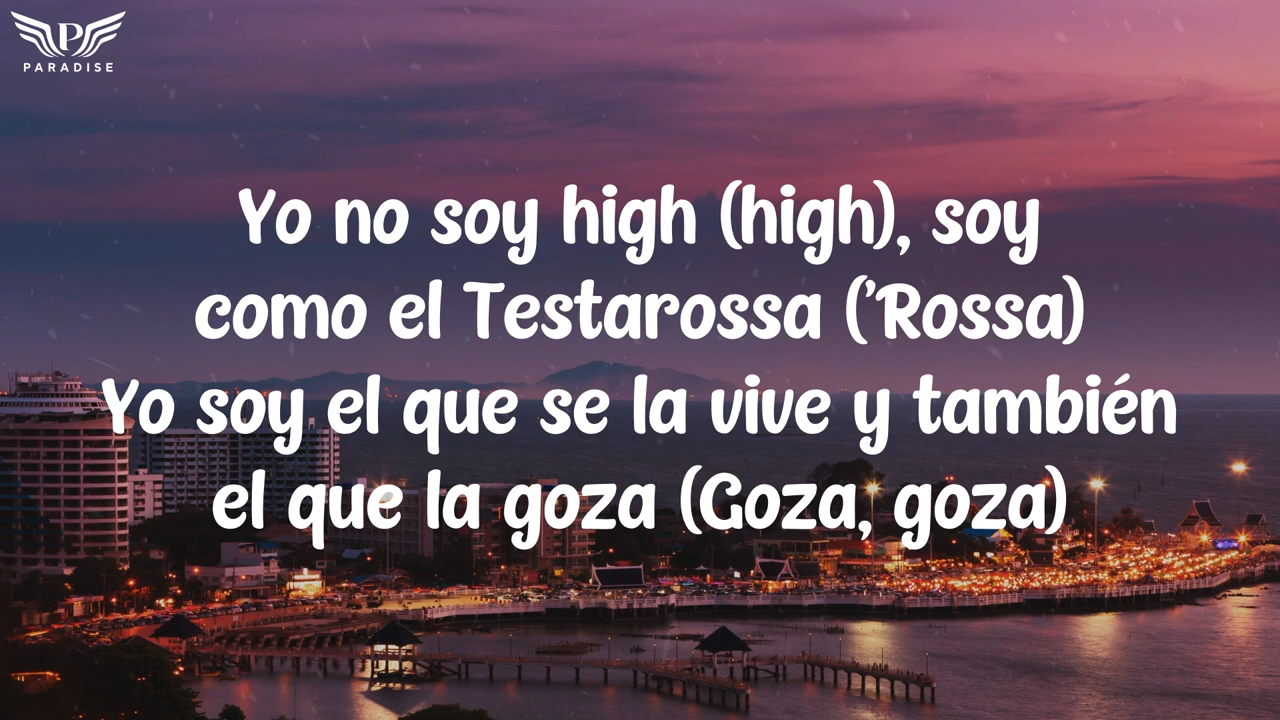 P
PARADISE
Yo no soy high (high), soy
como el Testarossa ('Rossa)
Yo soy el que se la vive y también
el que la goza (Goza, goza)